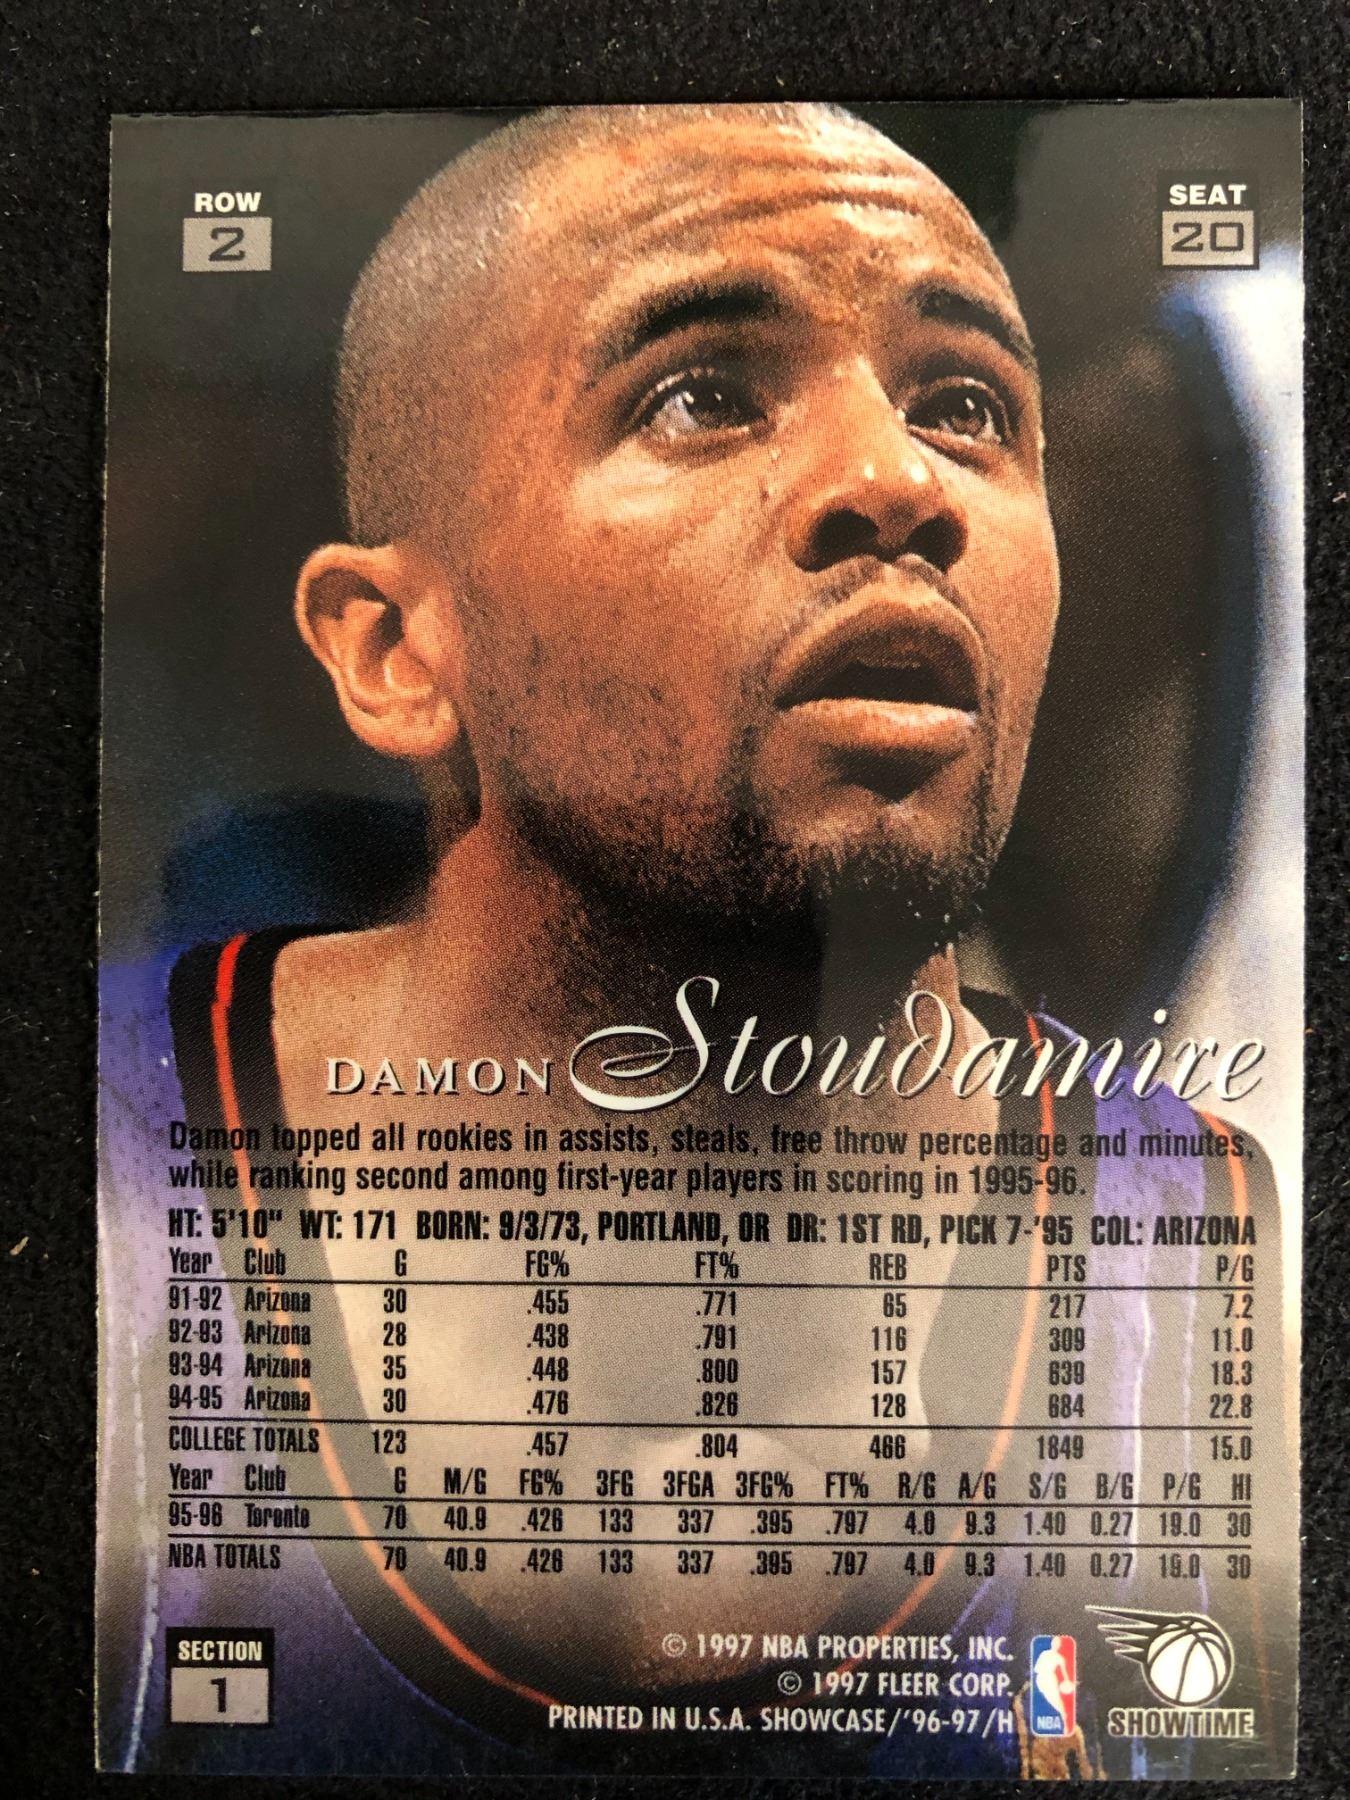 ROW
2
SEAT
20
DAMON Stoudamire
Damon topped all rookies in assists, steals, free throw percentage and minutes,
while ranking second among first-year players in scoring in 1995-96.
HT: 5'10" WT: 171 BORN: 9/3/73, PORTLAND, OR DR: 1ST RD, PICK 7-'95 COL: ARIZONA
Year Club G FG% FT% REB PTS P/G
91-92 Arizona 30 .455 .771 65 217 7.2
92-93 Arizona 28 .438 .791 116 309 11.0
93-94 Arizona 35 .448 .800 157 639 18.3
94-95 Arizona 30 .476 .826 128 684 22.8
COLLEGE TOTALS 123 .457 .804 466 1849 15.0
Year Club G M/G FG% 3FG 3FGA 3FG% FT% R/G A/G S/G B/G P/G HI
95-96 Toronto 70 40.9 .426 133 337 .395 .797 4.0 9.3 1.40 0.27 19.0 30
NBA TOTALS 70 40.9 .426 133 337 .395 .797 4.0 9.3 1.40 0.27 19.0 30
SECTION
1
© 1997 NBA PROPERTIES, INC.
© 1997 FLEER CORP.
PRINTED IN U.S.A. SHOWCASE/'96-97/H
NBA
SHOWTIME